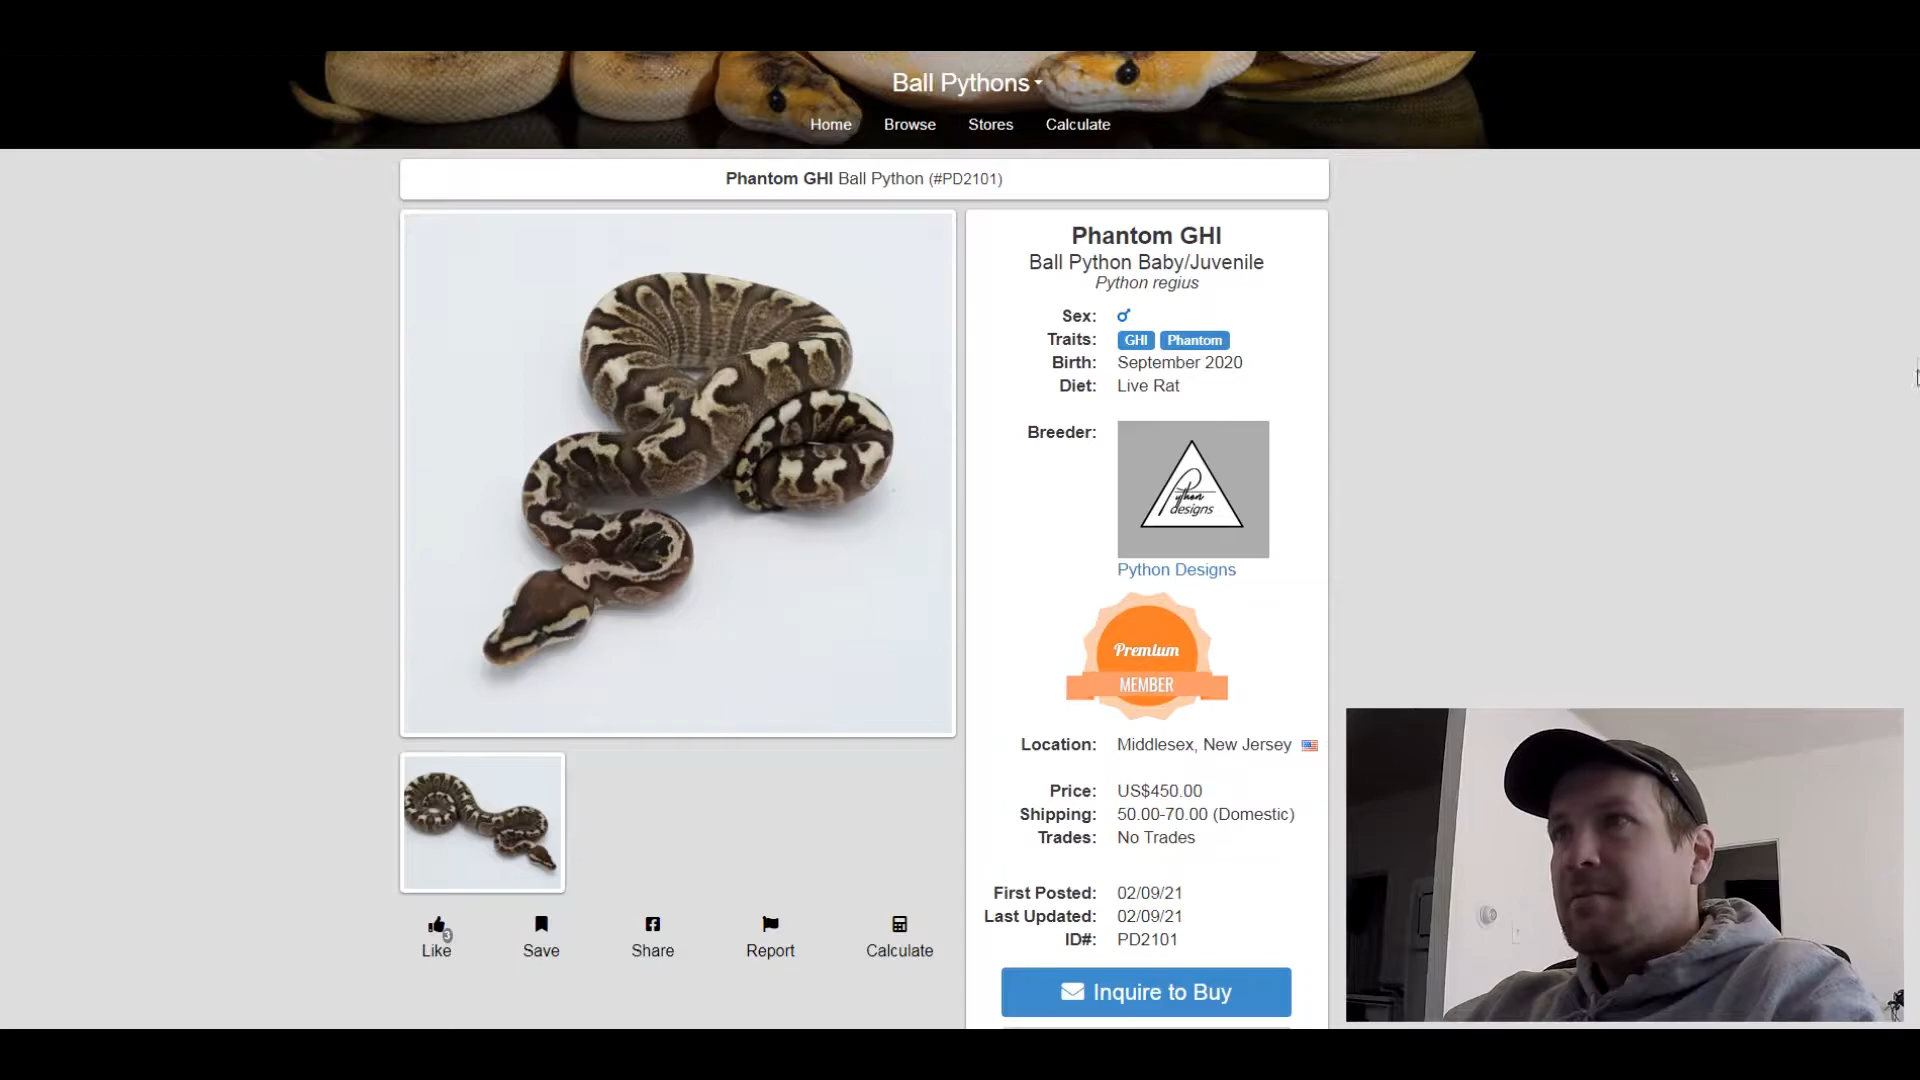 Ball Pythons
Home Browse Stores Calculate
Phantom GHI Ball Python (#PD2101)
Phantom GHI
Ball Python Baby/Juvenile
Python regius
Sex:
Traits: GHI Phantom
Birth: September 2020
Diet: Live Rat
Breeder:
Python
designs
Python Designs
Premium
MEMBER
Location: Middlesex, New Jersey
Price: US$450.00
Shipping: 50.00-70.00 (Domestic)
Trades: No Trades
First Posted: 02/09/21
Last Updated: 02/09/21
ID#: PD2101
Inquire to Buy
3
Like Save Share Report Calculate